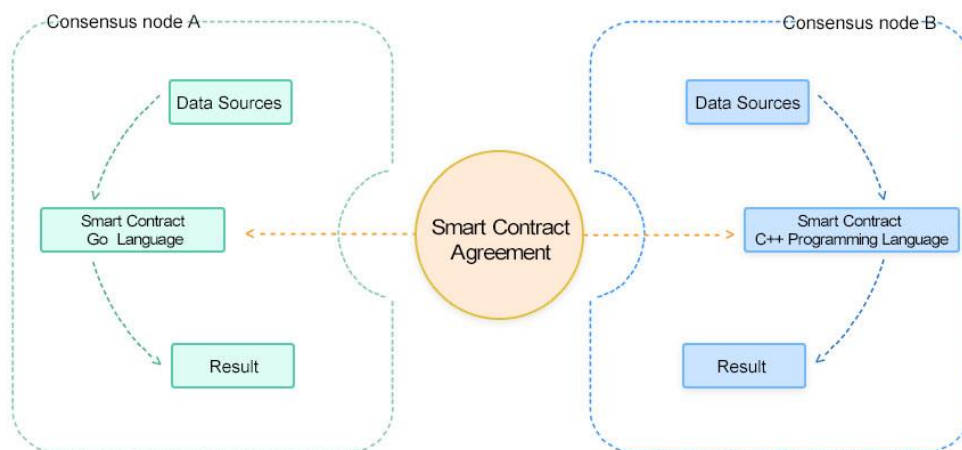 Consensus node A
Consensus node B
Data Sources
Smart Contract
Go Language
Result
Smart Contract
Agreement
Data Sources
Smart Contract
C++ Programming Language
Result